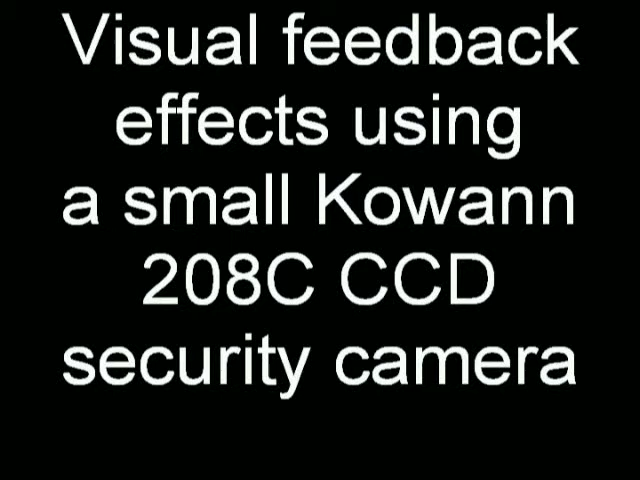 Visual feedback
effects using
a small Kowann
208C CCD
security camera